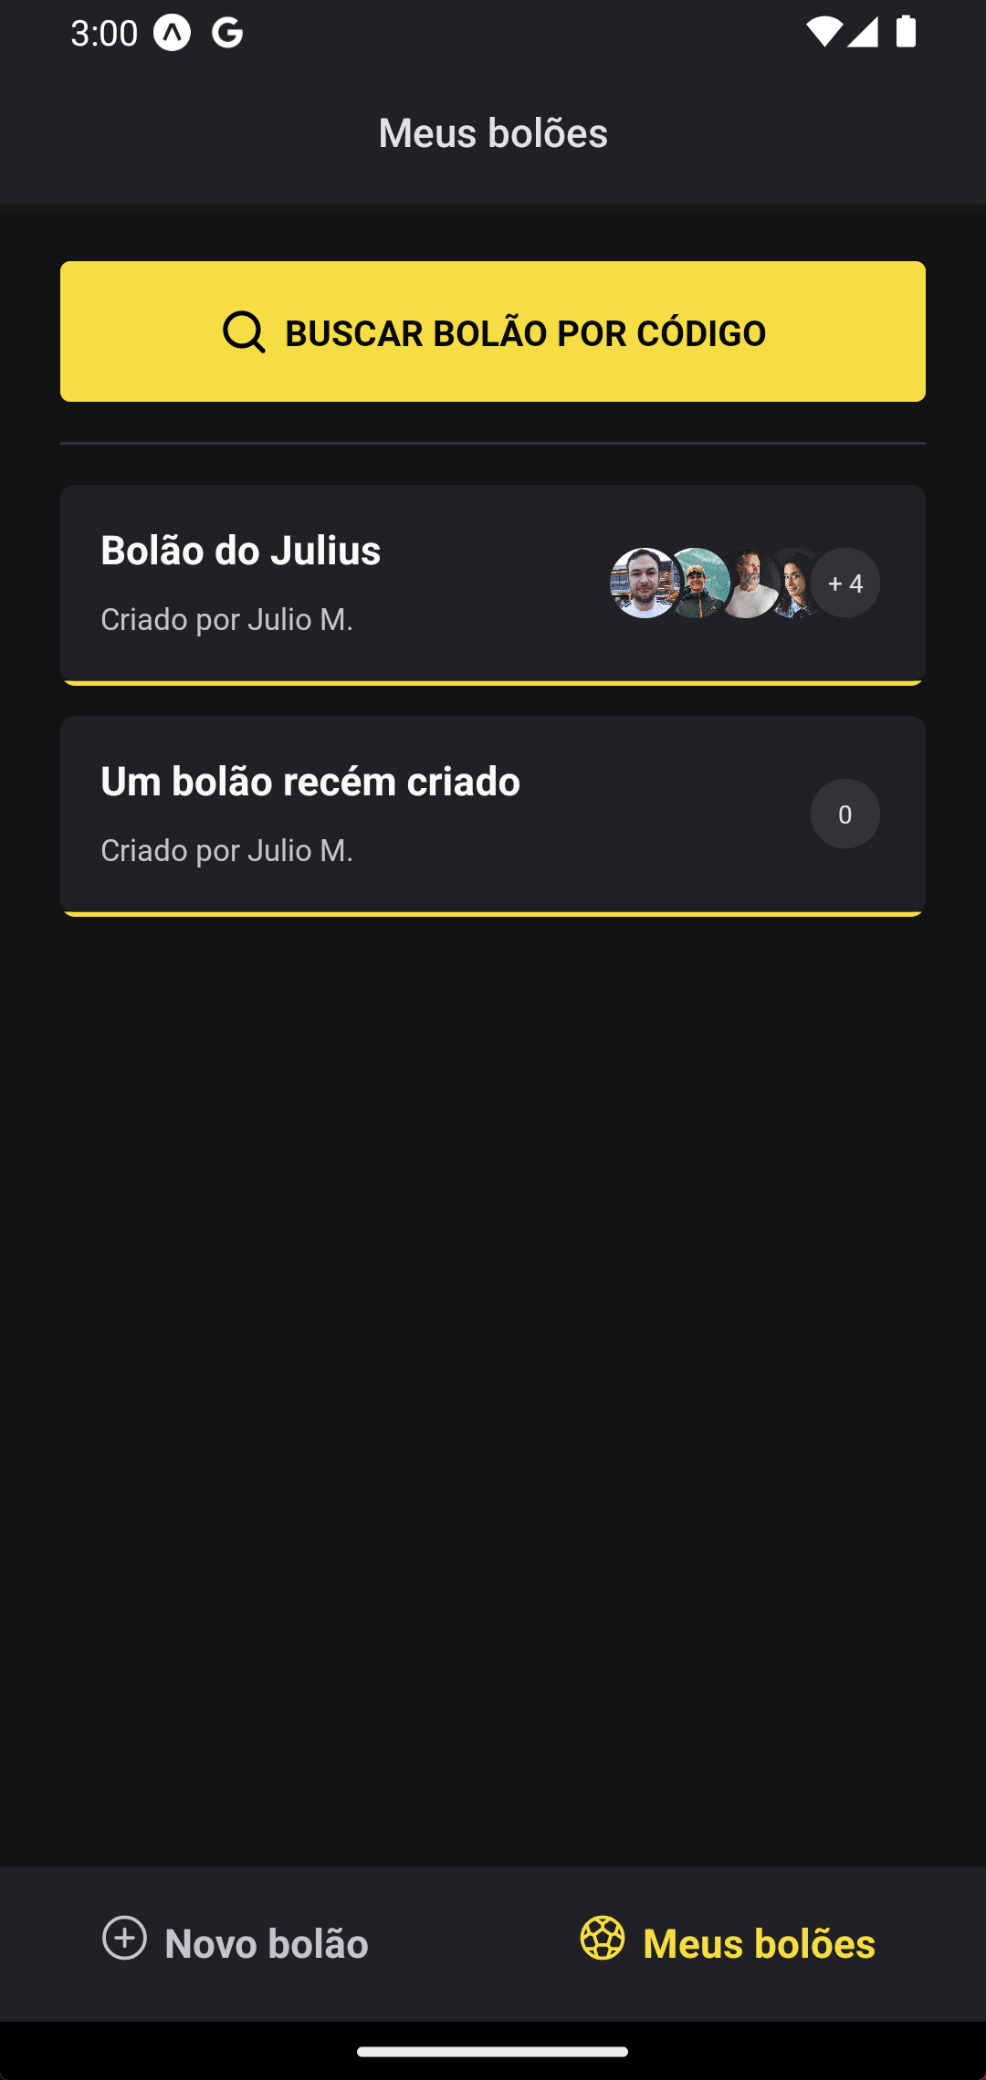 3:00
Meus bolões
BUSCAR BOLÃO POR CÓDIGO
Bolão do Julius
Criado por Julio M.
+ 4
Um bolão recém criado
Criado por Julio M.
0
Novo bolão
Meus bolões